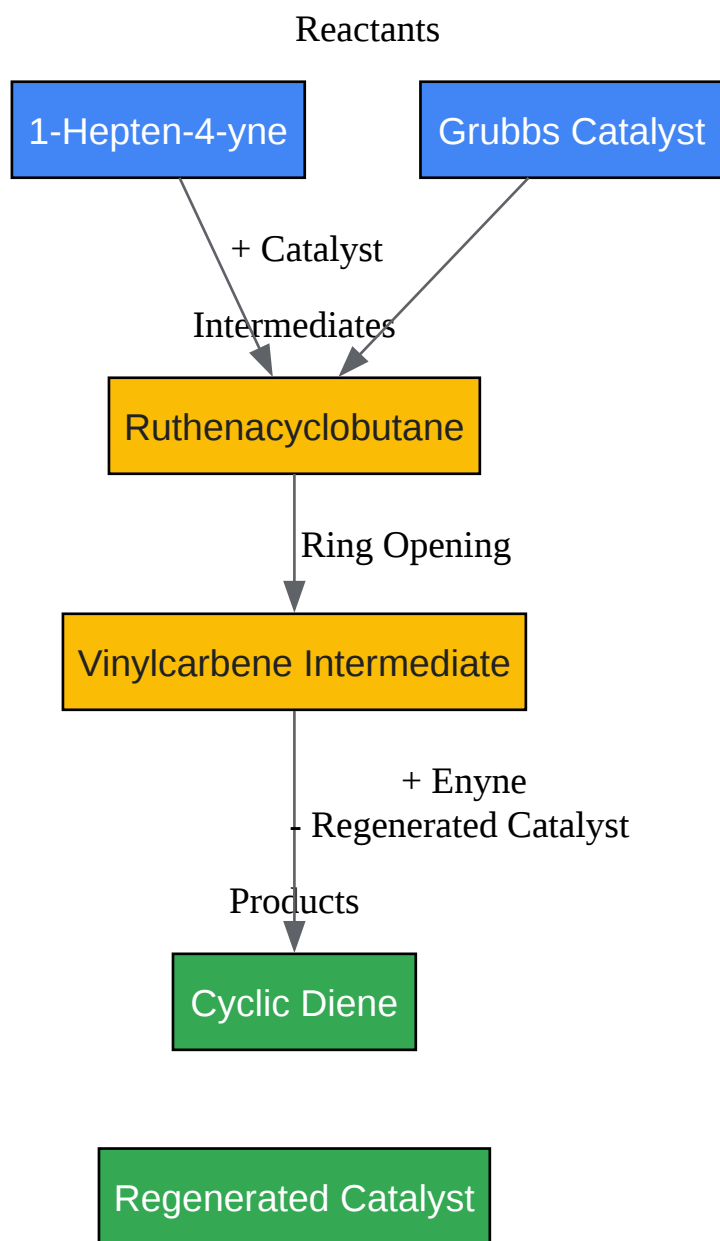 Reactants
1-Hepten-4-yne
Grubbs Catalyst
+ Catalyst
Intermediates
Ruthenacyclobutane
Ring Opening
Vinylcarbene Intermediate
+ Enyne
- Regenerated Catalyst
Products
Cyclic Diene
Regenerated Catalyst